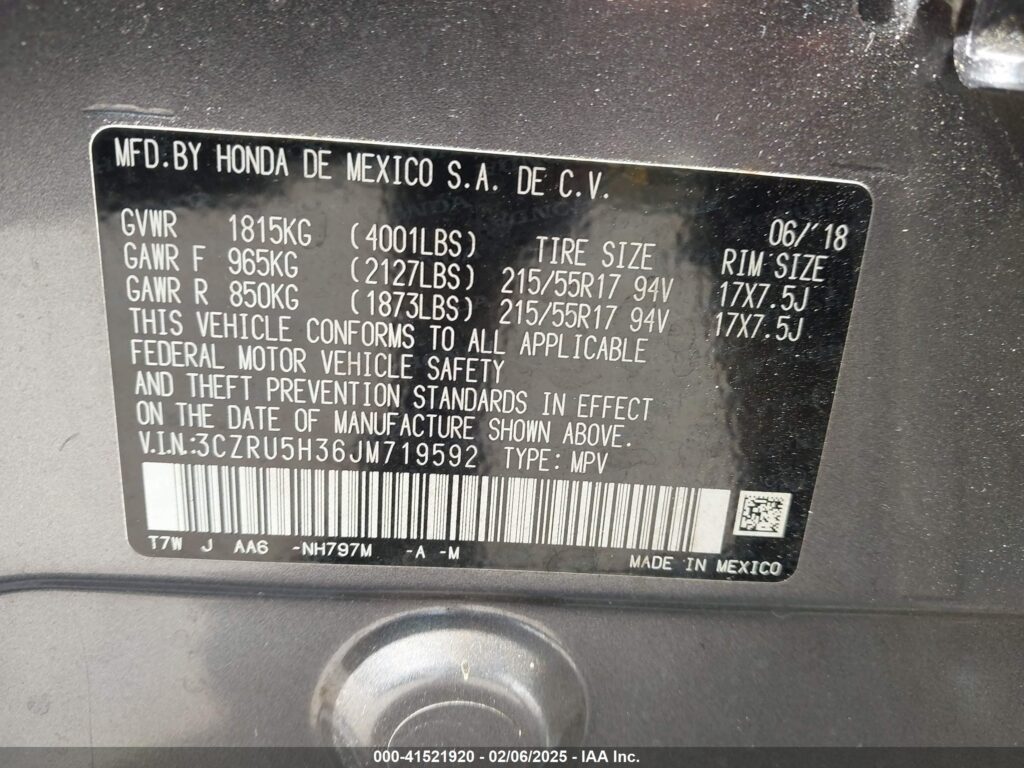 MFD.BY HONDA DE MEXICO S.A. DE C.V.
06/'18
GVWR 1815KG (4001LBS) TIRE SIZE RIM SIZE
GAWR F 965KG (2127LBS) 215/55R17 94V 17X7.5J
GAWR R 850KG (1873LBS) 215/55R17 94V 17X7.5J
THIS VEHICLE CONFORMS TO ALL APPLICABLE
FEDERAL MOTOR VEHICLE SAFETY
AND THEFT PREVENTION STANDARDS IN EFFECT
ON THE DATE OF MANUFACTURE SHOWN ABOVE.
V.I.N.:3CZRU5H36JM719592 TYPE: MPV
T7W J AA6 -NH797M -A -M
MADE IN MEXICO
000-41521920 - 02/06/2025 - IAA Inc.